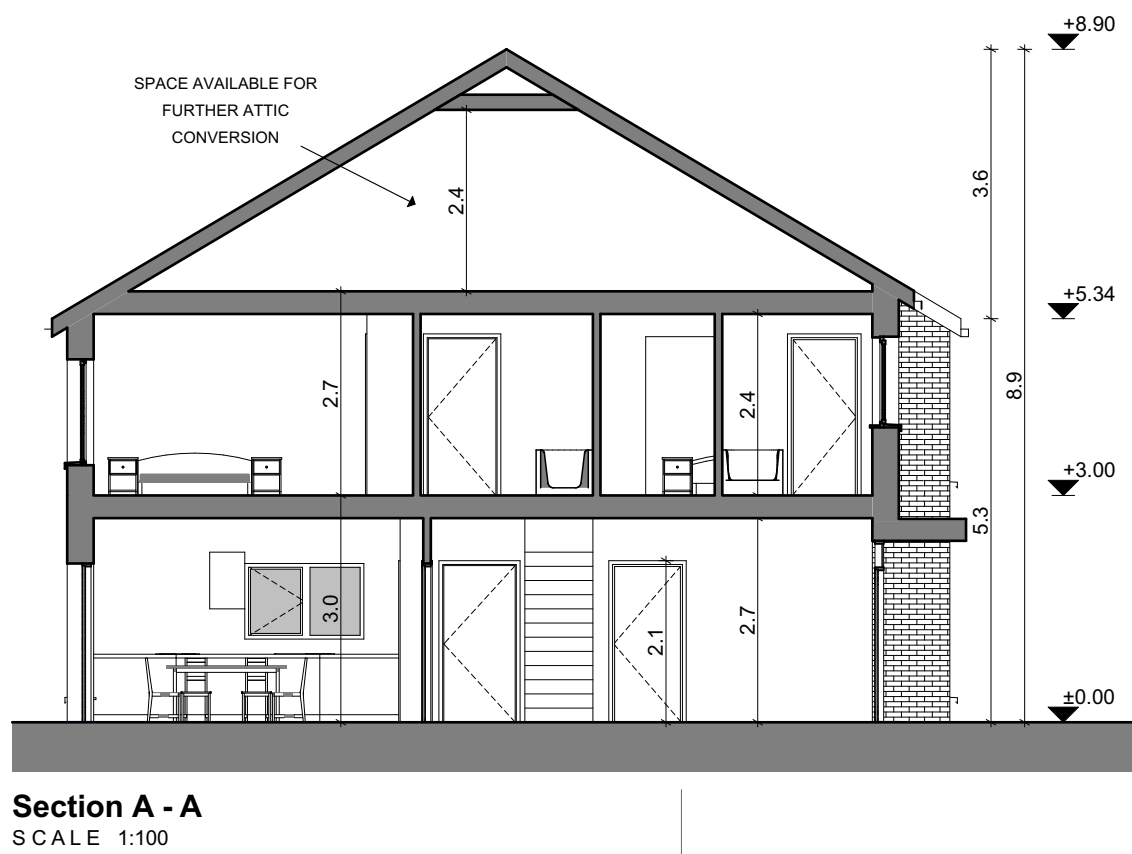 +8.90
SPACE AVAILABLE FOR
FURTHER ATTIC
CONVERSION
3.6
2.4
+5.34
8.9
2.7
2.4
+3.00
5.3
3.0
2.7
2.1
±0.00
Section A - A
SCALE 1:100